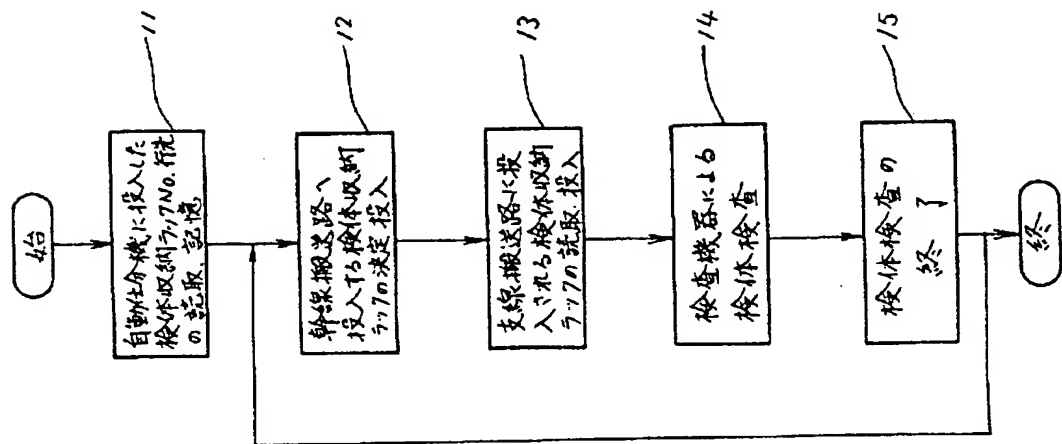 始
11
自動仕分機に投入した
検体収納ラックNo.行先
の読取、記憶
12
幹線搬送路へ
投入する検体収納
ラックの決定、投入
13
支線搬送路に投
入される検体収納
ラックの読取、投入
14
検査機器による
検体検査
15
検体検査の
終了
終